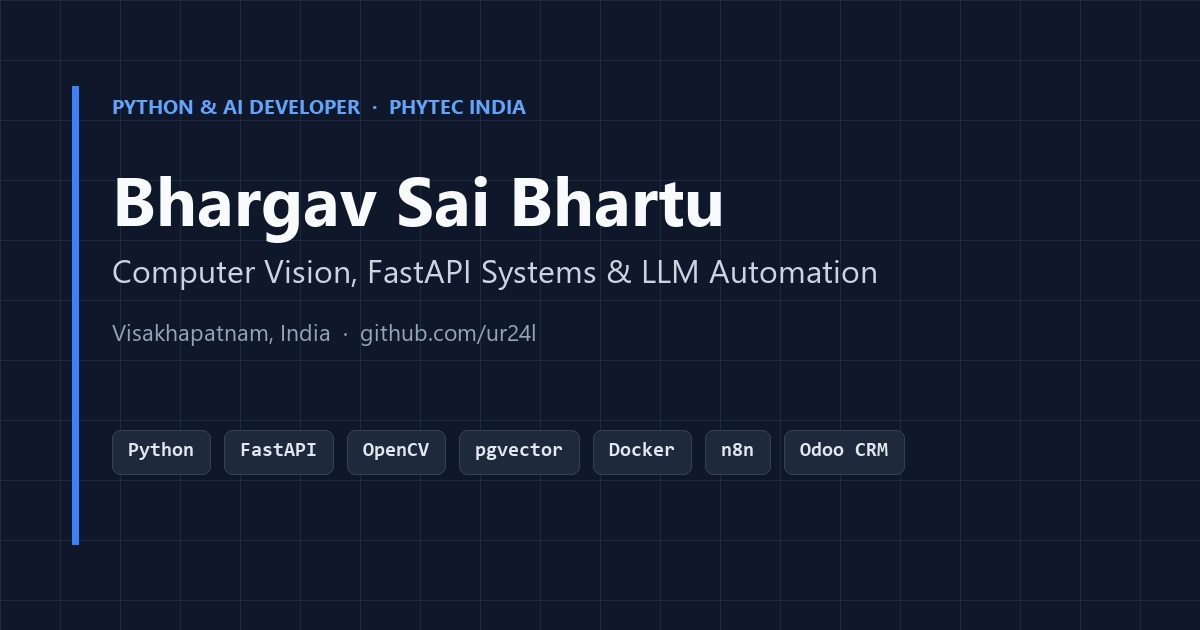 PYTHON & AI DEVELOPER · PHYTEC INDIA
Bhargav Sai Bhartu
Computer Vision, FastAPI Systems & LLM Automation
Visakhapatnam, India · github.com/ur24l
Python FastAPI OpenCV pgvector Docker n8n Odoo CRM